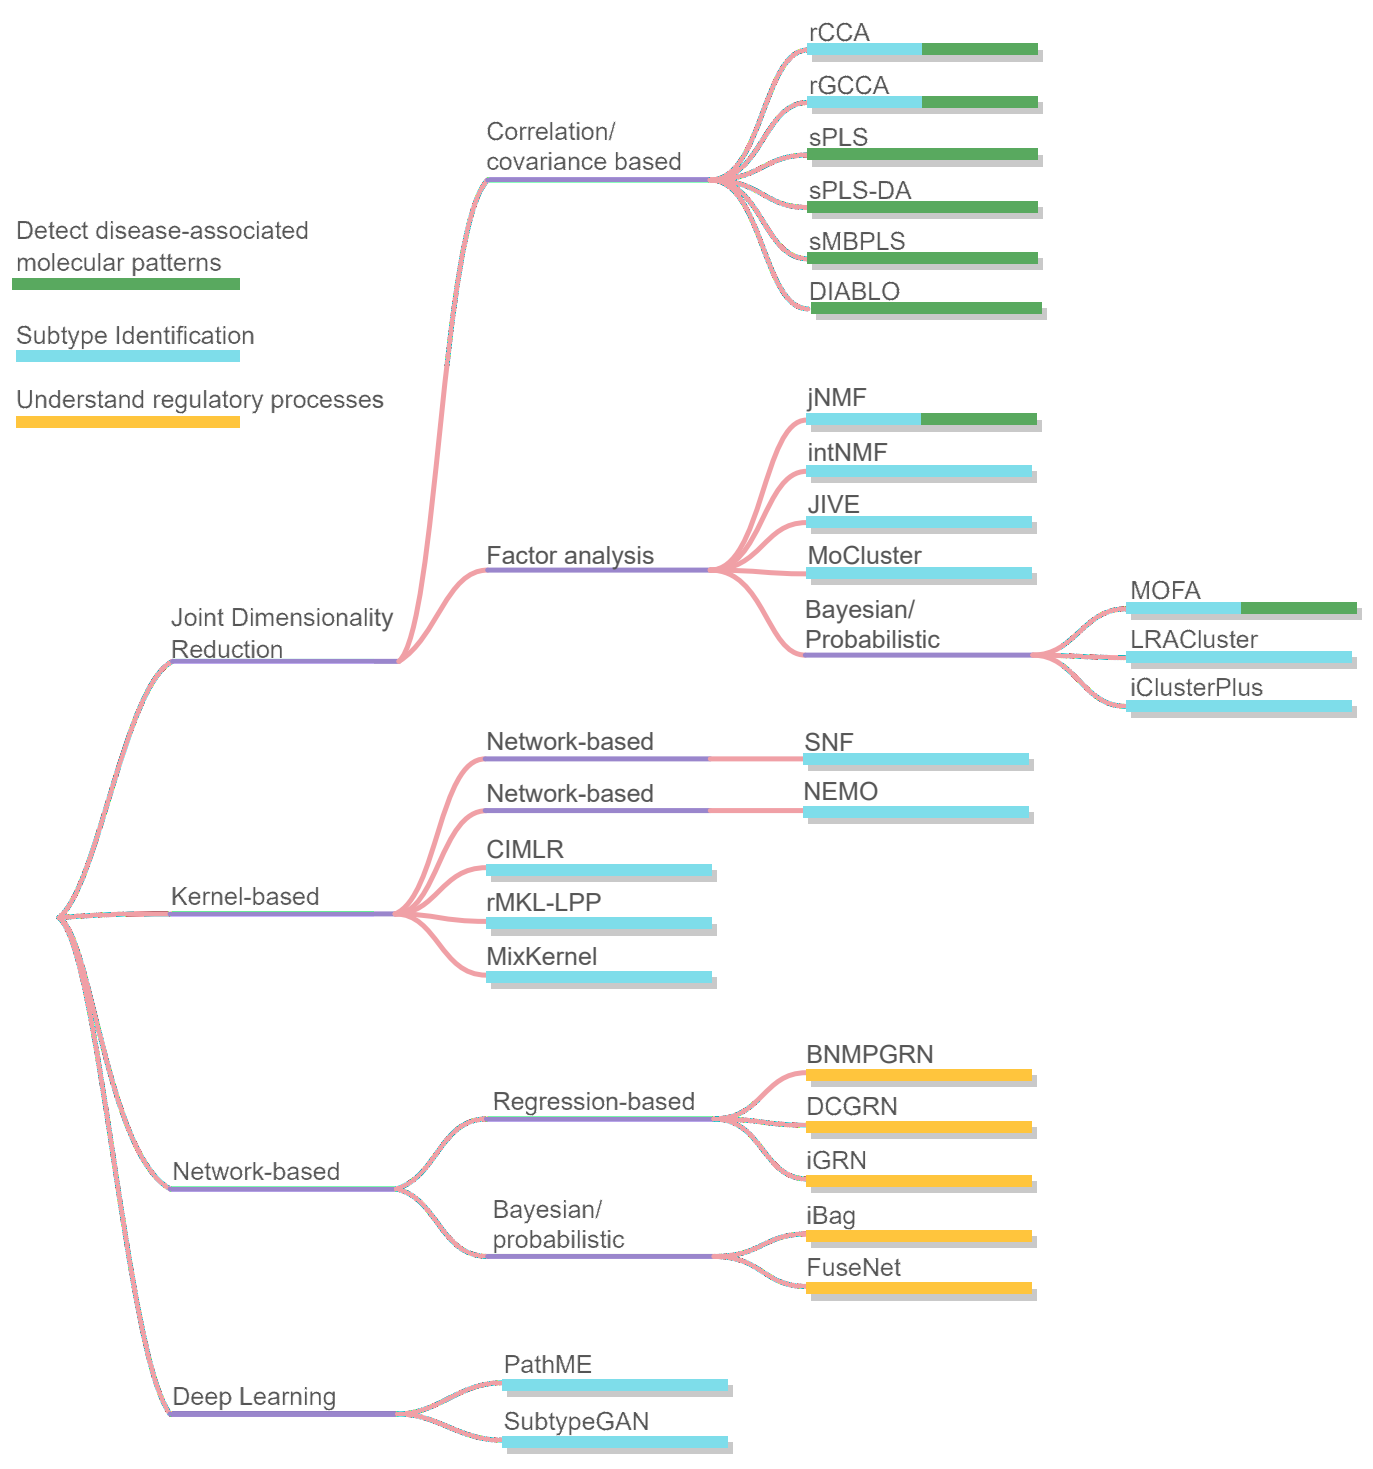 Detect disease-associated
molecular patterns
Subtype Identification
Understand regulatory processes
Joint Dimensionality
Reduction
Correlation/
covariance based
rCCA
rGCCA
sPLS
sPLS-DA
sMBPLS
DIABLO
Factor analysis
jNMF
intNMF
JIVE
MoCluster
Bayesian/
Probabilistic
MOFA
LRACluster
iClusterPlus
Kernel-based
Network-based
SNF
Network-based
NEMO
CIMLR
rMKL-LPP
MixKernel
Network-based
Regression-based
BNMPGRN
DCGRN
iGRN
Bayesian/
probabilistic
iBag
FuseNet
Deep Learning
PathME
SubtypeGAN